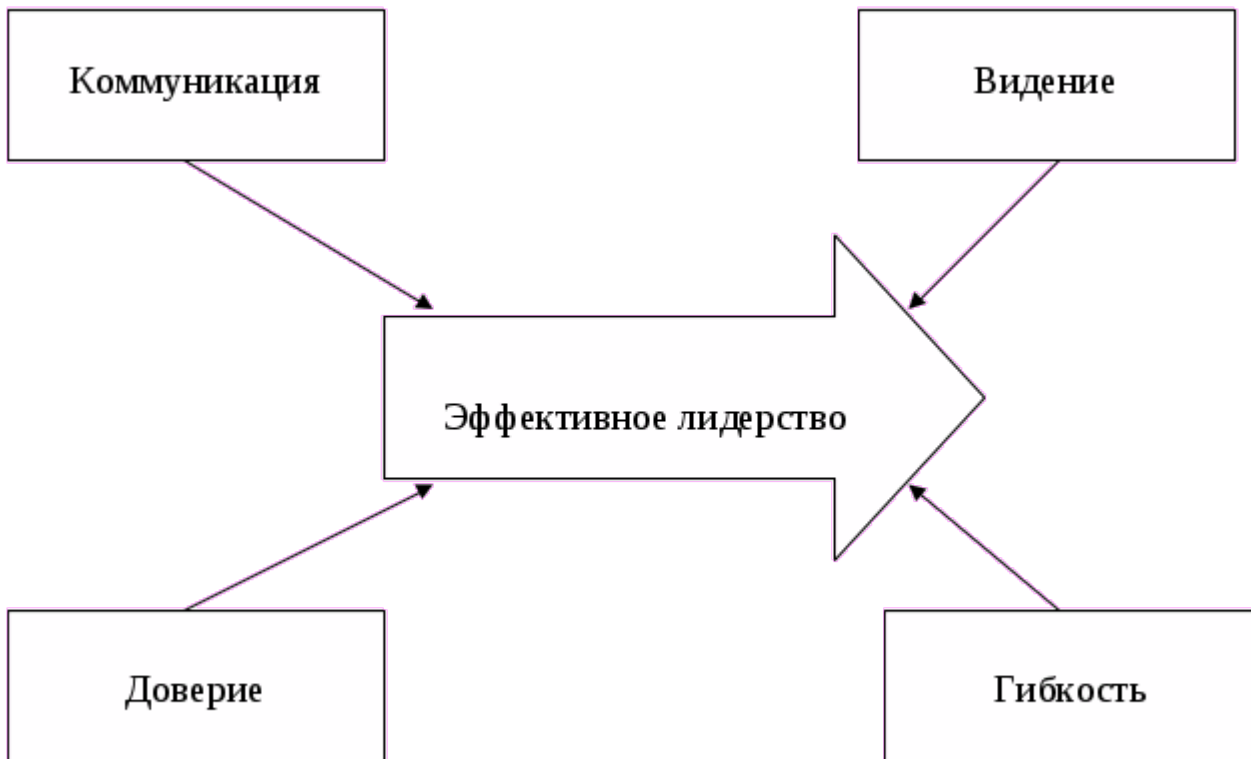 Коммуникация
Видение
Эффективное лидерство
Доверие
Гибкость